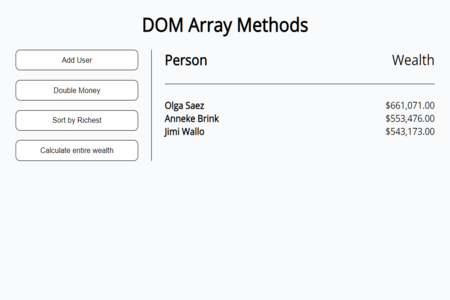 DOM Array Methods
Add User
Double Money
Sort by Richest
Calculate entire wealth
Person Wealth
Olga Saez $661,071.00
Anneke Brink $553,476.00
Jimi Wallo $543,173.00